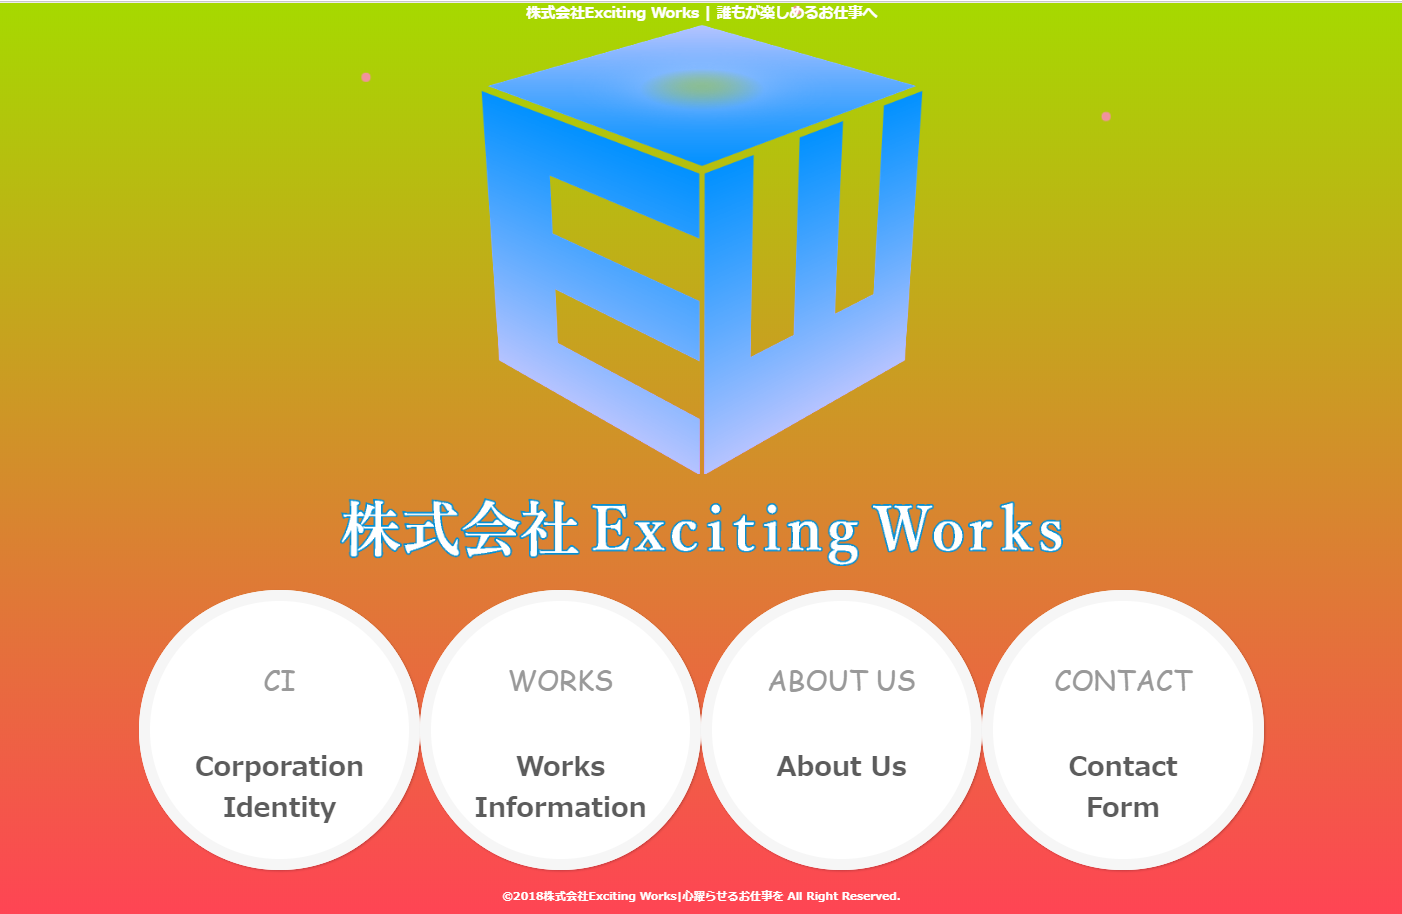 株式会社Exciting Works | 誰もが楽しめるお仕事へ
EW
株式会社 Exciting Works
CI
Corporation
Identity
WORKS
Works
Information
ABOUT US
About Us
CONTACT
Contact
Form
©2018株式会社Exciting Works|心躍らせるお仕事を All Right Reserved.